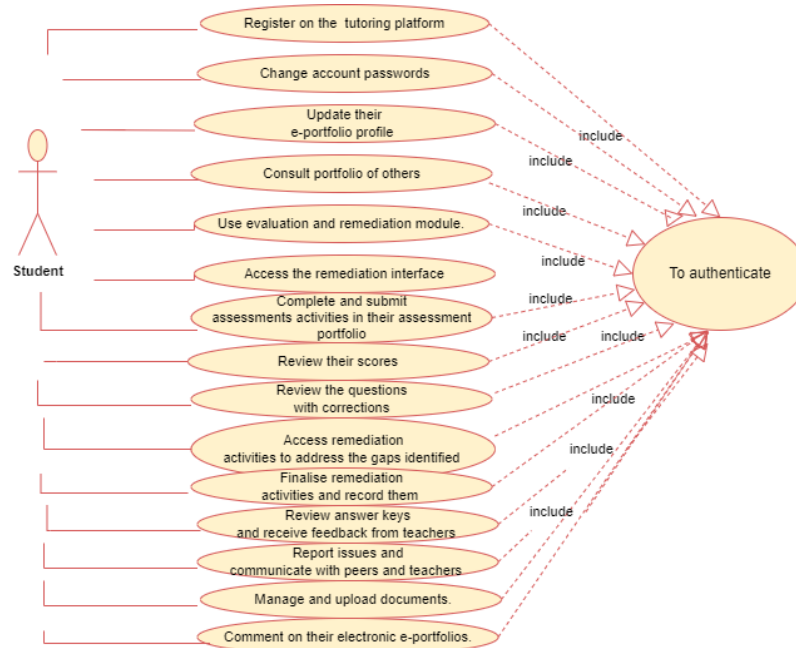 Register on the tutoring platform
Change account passwords
Update their
e-portfolio profile
include
include
Consult portfolio of others
include
Use evaluation and remediation module.
Student
Access the remediation interface
include
To authenticate
Complete and submit
assessments activities in their assessment
portfolio
include
Review their scores
include
include
Review the questions
with corrections
include
Access remediation
activities to address the gaps identified
include
Finalise remediation
activities and record them
include
Review answer keys
and receive feedback from teachers
Report issues and
communicate with peers and teachers
Manage and upload documents.
Comment on their electronic e-portfolios.